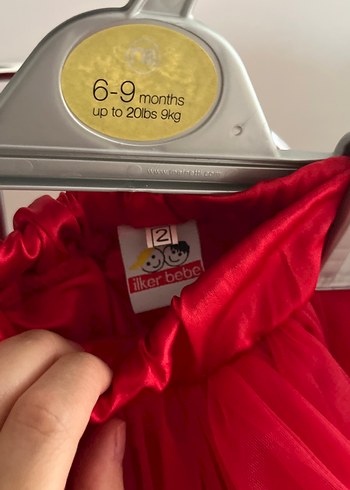 6-9 months
up to 20lbs 9kg
2
ilker bebe